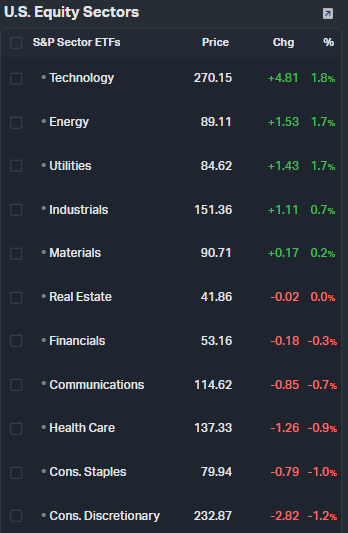 U.S. Equity Sectors
S&P Sector ETFs Price Chg %
• Technology 270.15 +4.81 1.8%
• Energy 89.11 +1.53 1.7%
• Utilities 84.62 +1.43 1.7%
• Industrials 151.36 +1.11 0.7%
• Materials 90.71 +0.17 0.2%
• Real Estate 41.86 -0.02 0.0%
• Financials 53.16 -0.18 -0.3%
• Communications 114.62 -0.85 -0.7%
• Health Care 137.33 -1.26 -0.9%
• Cons. Staples 79.94 -0.79 -1.0%
• Cons. Discretionary 232.87 -2.82 -1.2%